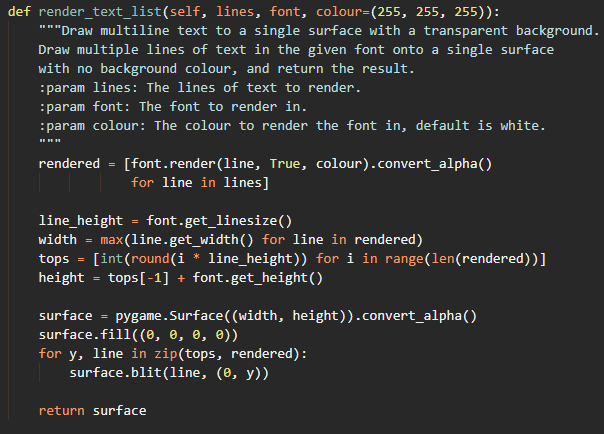 def render_text_list(self, lines, font, colour=(255, 255, 255)):
    """Draw multiline text to a single surface with a transparent background.
    Draw multiple lines of text in the given font onto a single surface
    with no background colour, and return the result.
    :param lines: The lines of text to render.
    :param font: The font to render in.
    :param colour: The colour to render the font in, default is white.
    """
    rendered = [font.render(line, True, colour).convert_alpha()
                for line in lines]

    line_height = font.get_linesize()
    width = max(line.get_width() for line in rendered)
    tops = [int(round(i * line_height)) for i in range(len(rendered))]
    height = tops[-1] + font.get_height()

    surface = pygame.Surface((width, height)).convert_alpha()
    surface.fill((0, 0, 0, 0))
    for y, line in zip(tops, rendered):
        surface.blit(line, (0, y))

    return surface